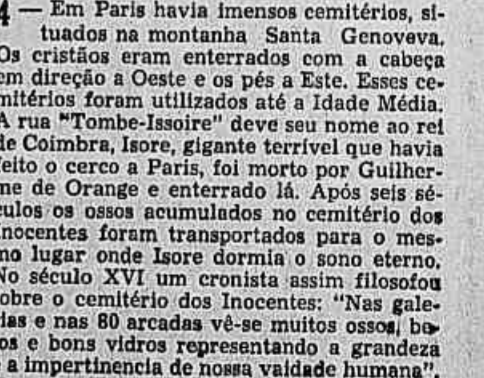 4 — Em Paris havia imensos cemitérios, si-
tuados na montanha Santa Genoveva.
Os cristãos eram enterrados com a cabeça
em direção a Oeste e os pés a Este. Esses ce-
mitérios foram utilizados até a Idade Média.
A rua "Tombe-Issoire" deve seu nome ao rei
de Coimbra, Isore, gigante terrível que havia
feito o cerco a Paris, foi morto por Guilher-
me de Orange e enterrado lá. Após seis sé-
culos os ossos acumulados no cemitério dos
Inocentes foram transportados para o mes-
mo lugar onde Isore dormia o sono eterno.
No século XVI um cronista assim filosofou
sobre o cemitério dos Inocentes: "Nas gale-
rias e nas 80 arcadas vê-se muitos ossos, be-
los e bons vidros representando a grandeza
e a impertinencia de nossa vaidade humana".